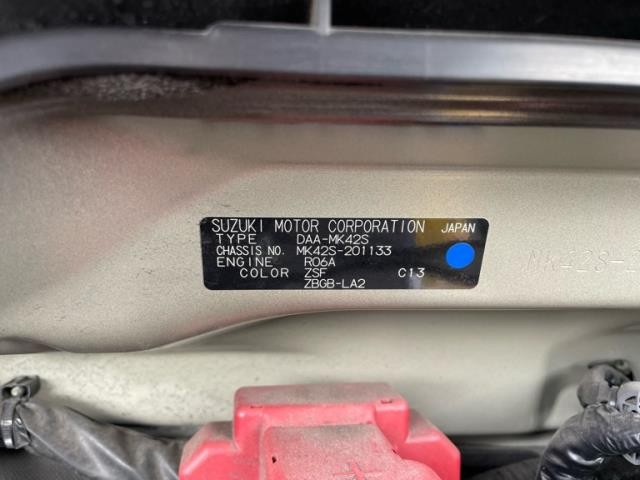 SUZUKI MOTOR CORPORATION JAPAN
TYPE DAA-MK42S
CHASSIS NO. MK42S-201133
ENGINE R06A
COLOR ZSF C13
ZBGB-LA2